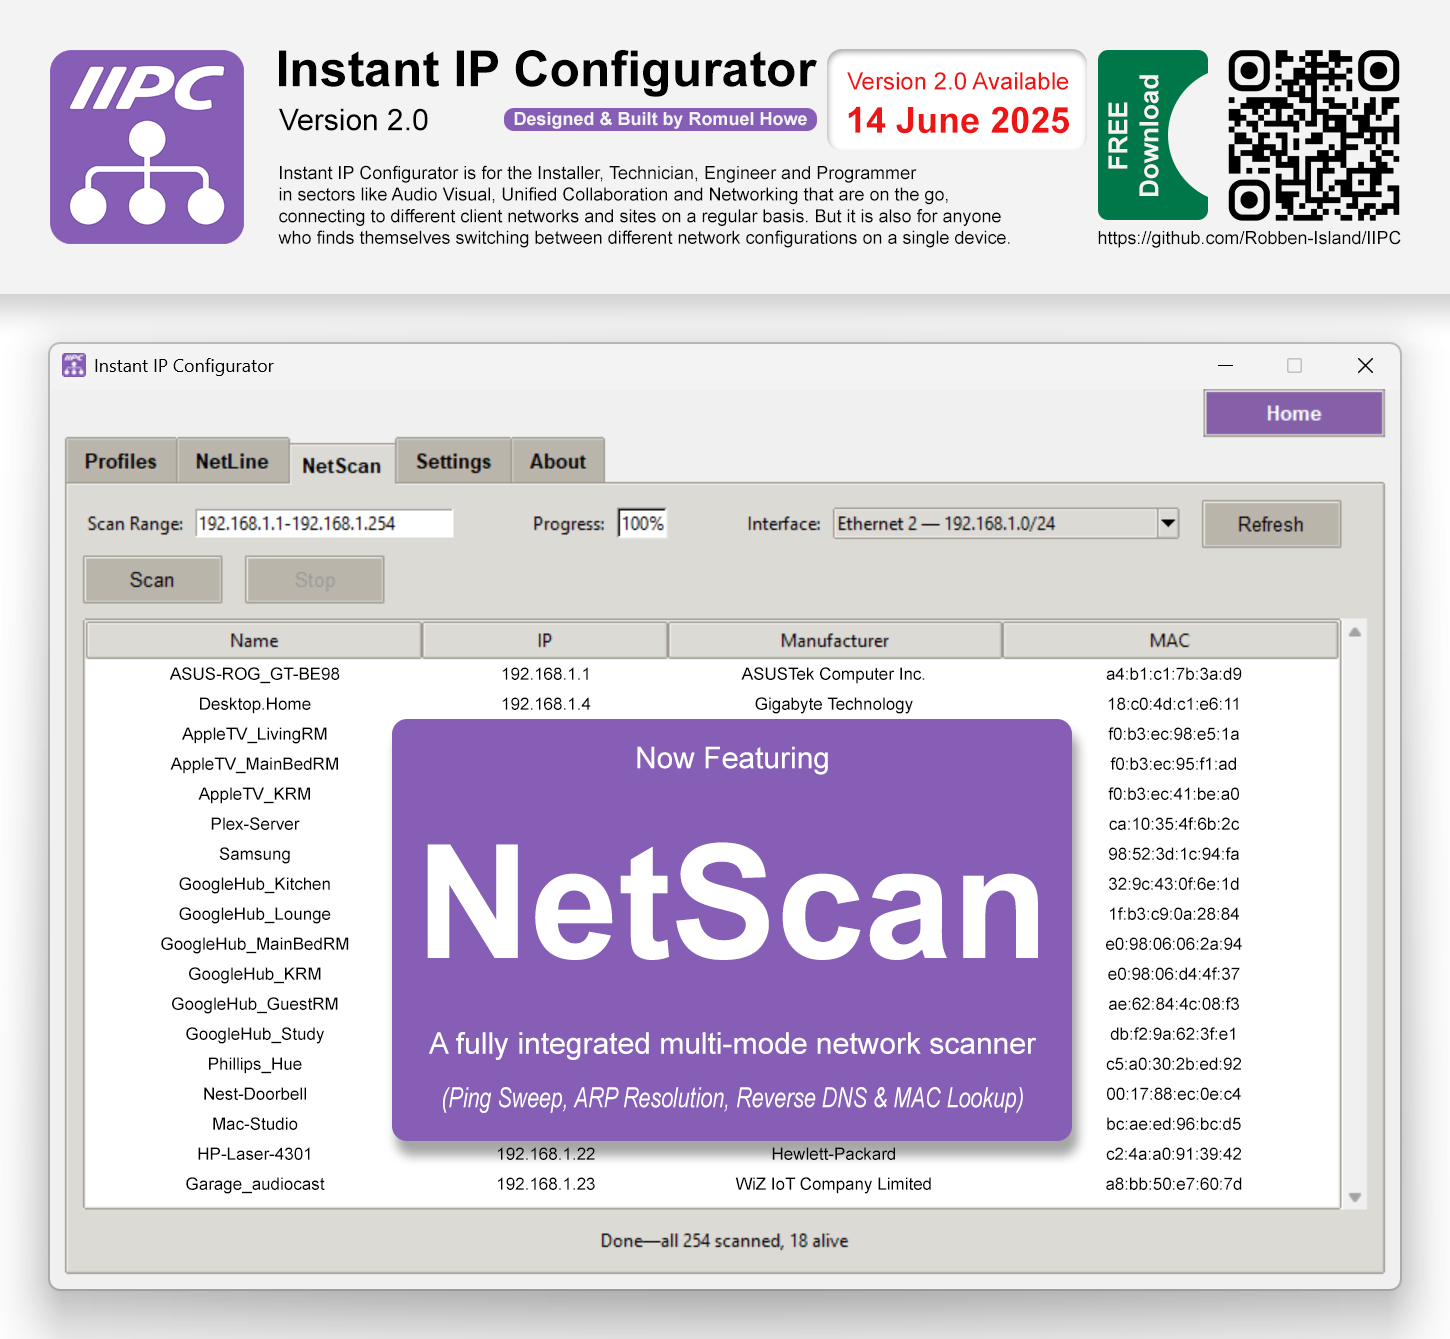 IIPC
Instant IP Configurator
Version 2.0
Designed & Built by Romuel Howe
Version 2.0 Available
14 June 2025
FREE
Download
Instant IP Configurator is for the Installer, Technician, Engineer and Programmer
in sectors like Audio Visual, Unified Collaboration and Networking that are on the go,
connecting to different client networks and sites on a regular basis. But it is also for anyone
who finds themselves switching between different network configurations on a single device.
https://github.com/Robben-Island/IIPC
IIPC Instant IP Configurator
Home
Profiles NetLine NetScan Settings About
Scan Range: 192.168.1.1-192.168.1.254 Progress: 100% Interface: Ethernet 2 — 192.168.1.0/24 Refresh
Scan Stop
Name IP Manufacturer MAC
ASUS-ROG_GT-BE98 192.168.1.1 ASUSTek Computer Inc. a4:b1:c1:7b:3a:d9
Desktop.Home 192.168.1.4 Gigabyte Technology 18:c0:4d:c1:e6:11
AppleTV_LivingRM f0:b3:ec:98:e5:1a
AppleTV_MainBedRM f0:b3:ec:95:f1:ad
AppleTV_KRM f0:b3:ec:41:be:a0
Plex-Server ca:10:35:4f:6b:2c
Samsung 98:52:3d:1c:94:fa
GoogleHub_Kitchen 32:9c:43:0f:6e:1d
GoogleHub_Lounge 1f:b3:c9:0a:28:84
GoogleHub_MainBedRM e0:98:06:06:2a:94
GoogleHub_KRM e0:98:06:d4:4f:37
GoogleHub_GuestRM ae:62:84:4c:08:f3
GoogleHub_Study db:f2:9a:62:3f:e1
Phillips_Hue c5:a0:30:2b:ed:92
Nest-Doorbell 00:17:88:ec:0e:c4
Mac-Studio bc:ae:ed:96:bc:d5
HP-Laser-4301 192.168.1.22 Hewlett-Packard c2:4a:a0:91:39:42
Garage_audiocast 192.168.1.23 WiZ IoT Company Limited a8:bb:50:e7:60:7d
Now Featuring
NetScan
A fully integrated multi-mode network scanner
(Ping Sweep, ARP Resolution, Reverse DNS & MAC Lookup)
Done—all 254 scanned, 18 alive